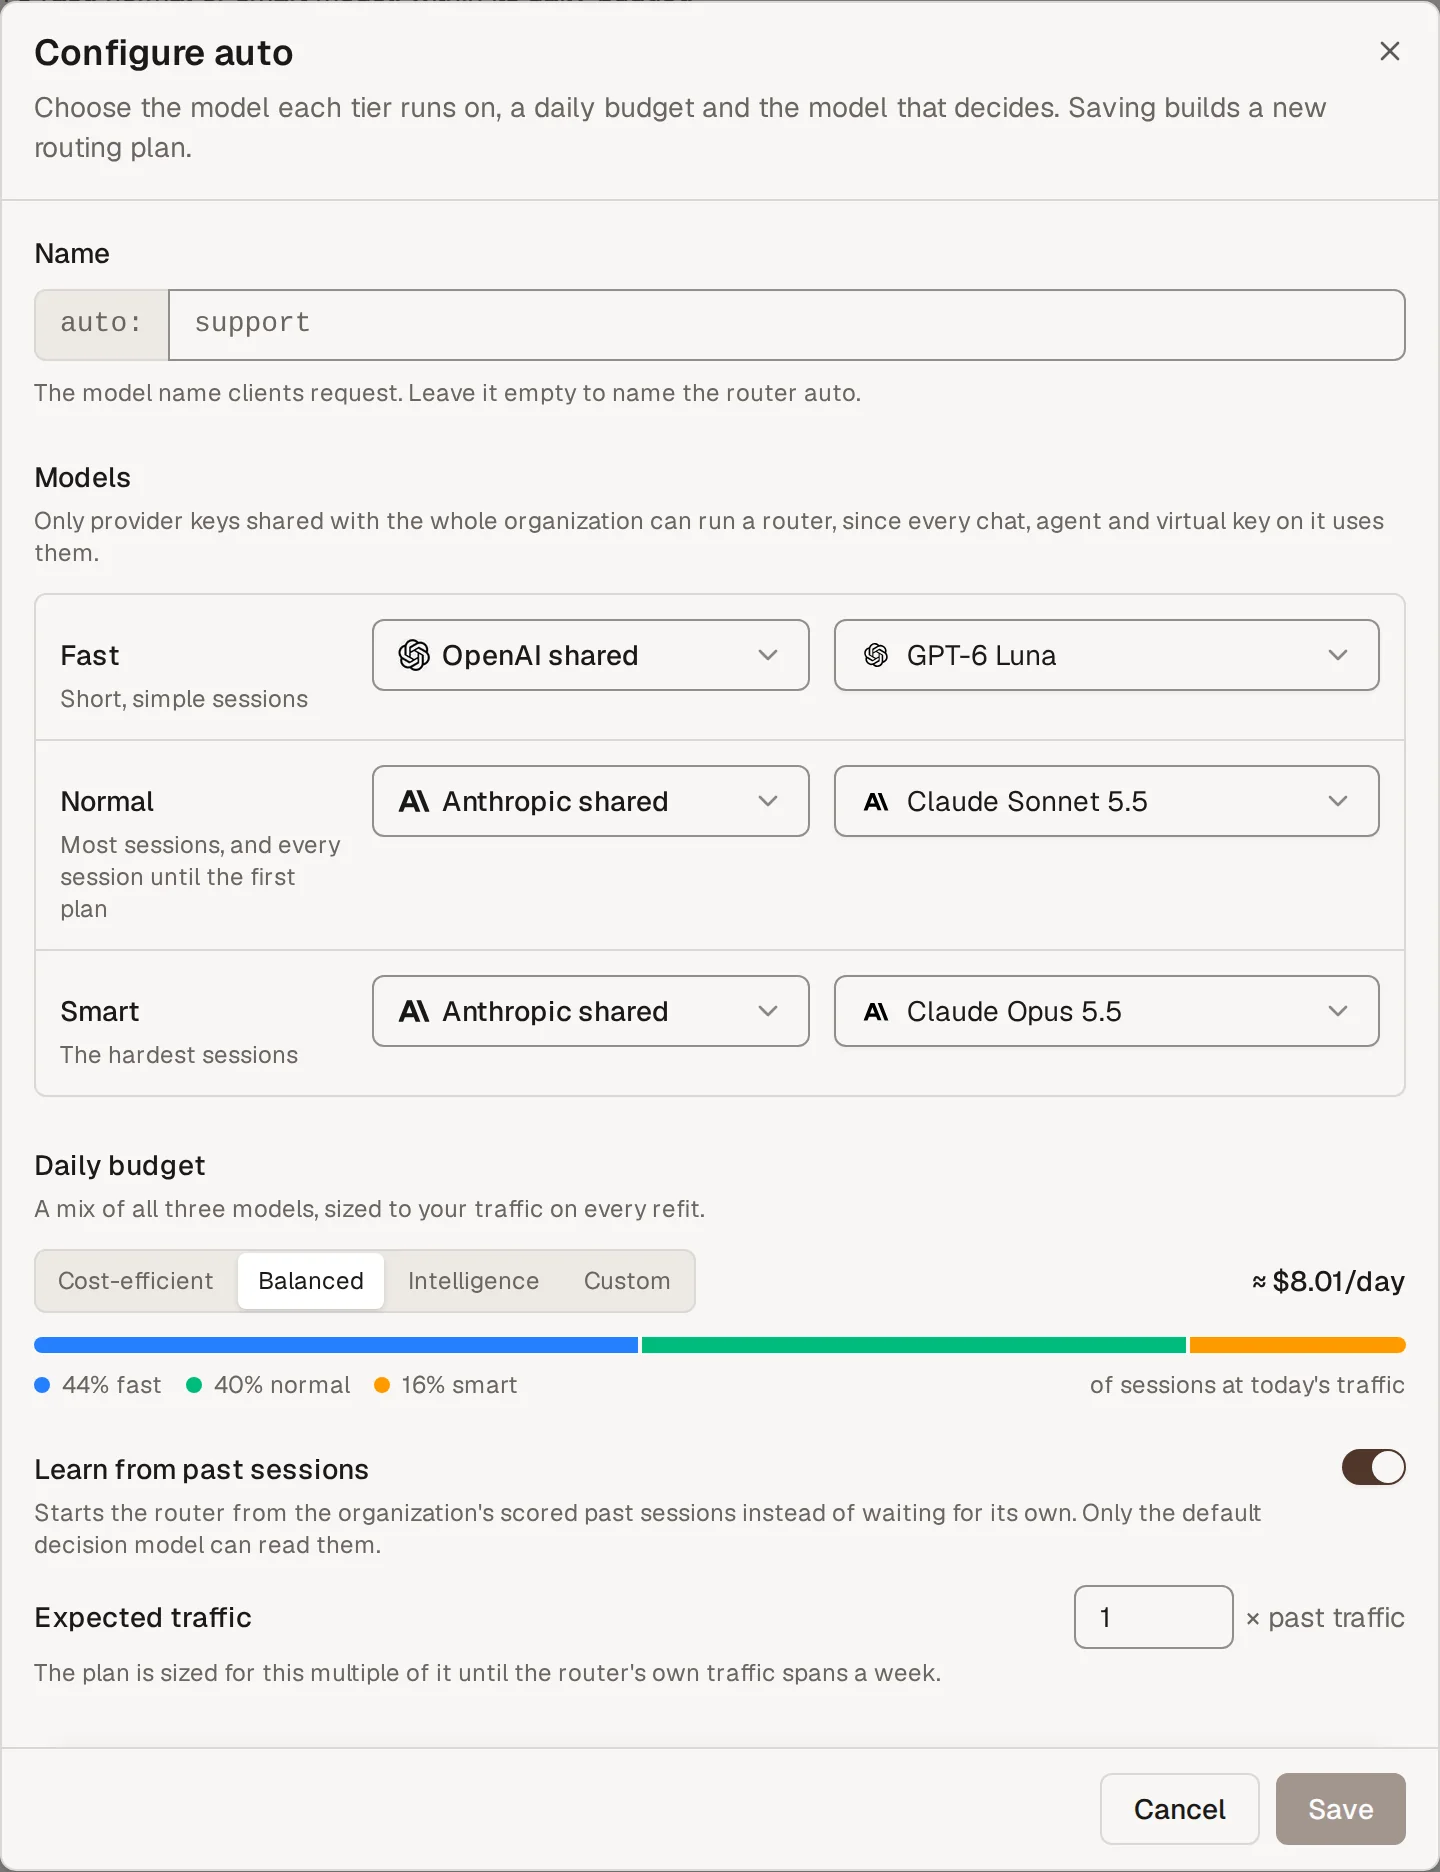 Configure auto
Choose the model each tier runs on, a daily budget and the model that decides. Saving builds a new
routing plan.
Name
auto: support
The model name clients request. Leave it empty to name the router auto.
Models
Only provider keys shared with the whole organization can run a router, since every chat, agent and virtual key on it uses
them.
Fast OpenAI shared GPT-6 Luna
Short, simple sessions
Normal Anthropic shared Claude Sonnet 5.5
Most sessions, and every
session until the first
plan
Smart Anthropic shared Claude Opus 5.5
The hardest sessions
Daily budget
A mix of all three models, sized to your traffic on every refit.
Cost-efficient Balanced Intelligence Custom ≈ $8.01/day
44% fast 40% normal 16% smart of sessions at today's traffic
Learn from past sessions
Starts the router from the organization's scored past sessions instead of waiting for its own. Only the default
decision model can read them.
Expected traffic 1 × past traffic
The plan is sized for this multiple of it until the router's own traffic spans a week.
Cancel Save